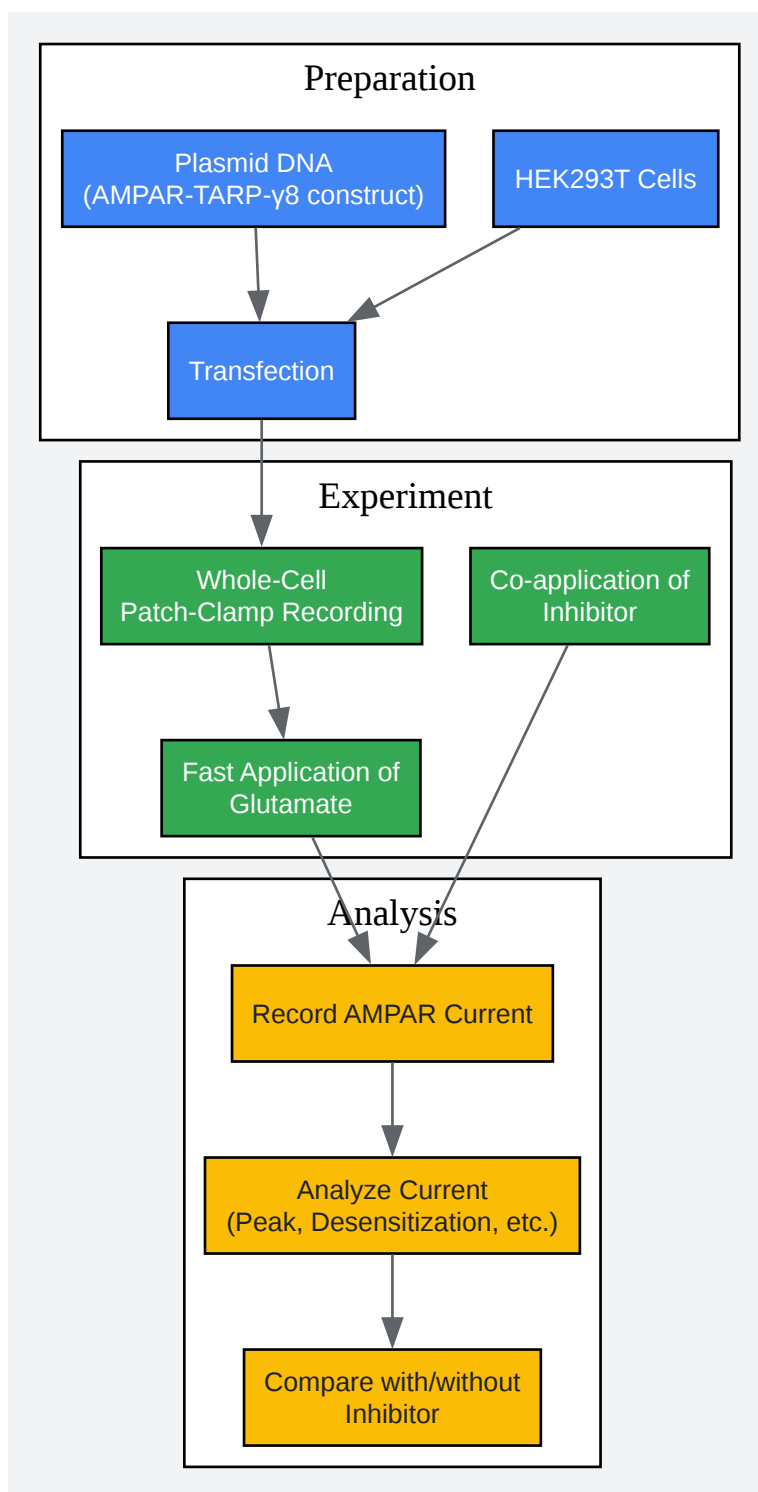 Preparation
Plasmid DNA
(AMPAR-TARP-γ8 construct)
HEK293T Cells
Transfection
Experiment
Whole-Cell
Patch-Clamp Recording
Co-application of
Inhibitor
Fast Application of
Glutamate
Analysis
Record AMPAR Current
Analyze Current
(Peak, Desensitization, etc.)
Compare with/without
Inhibitor